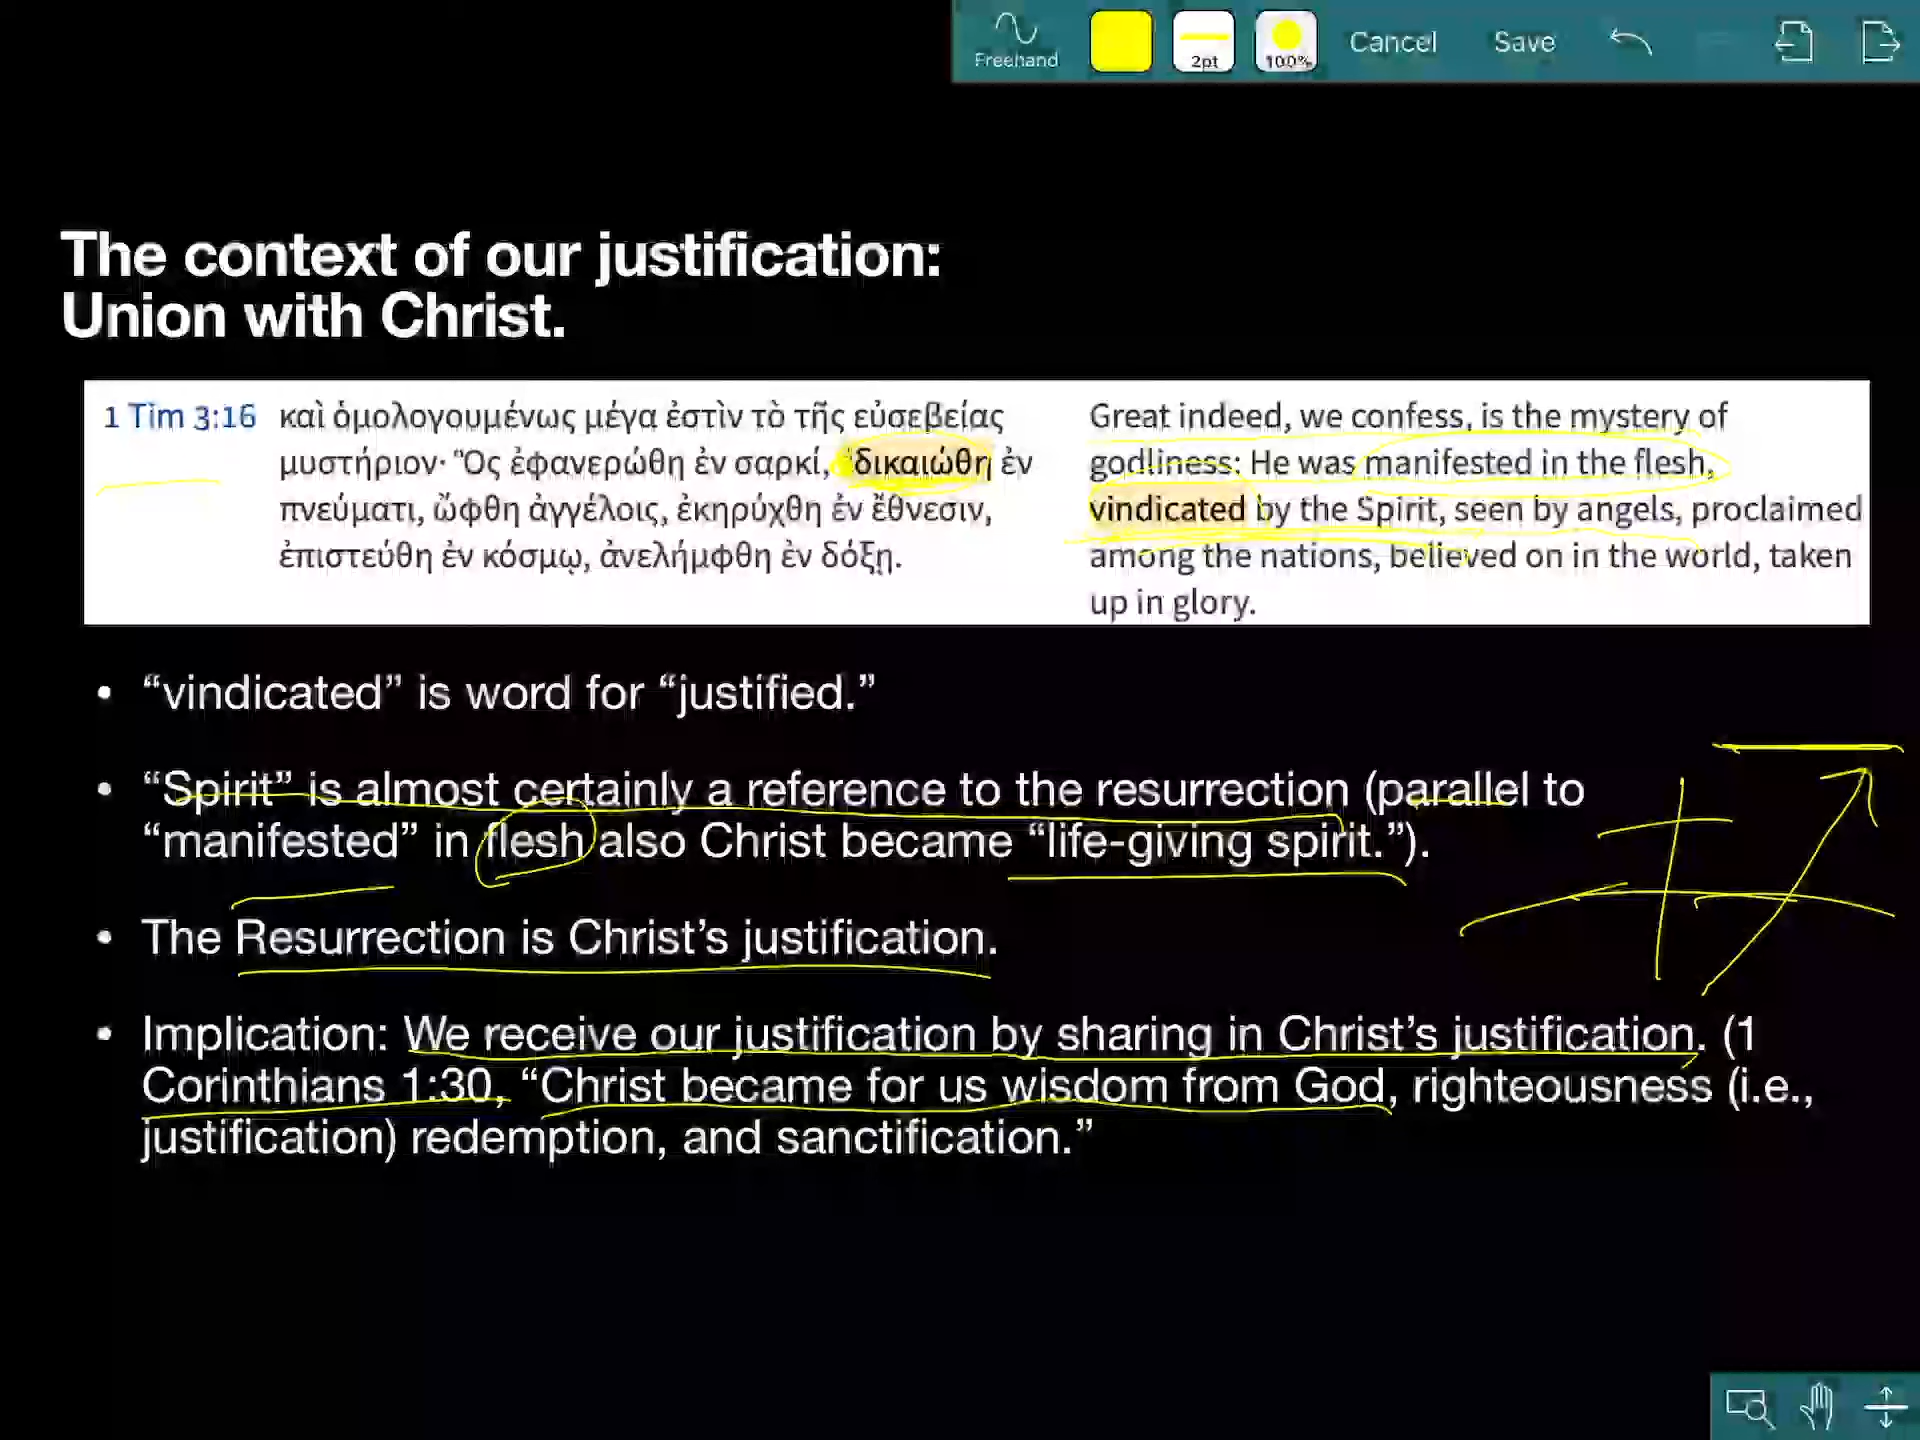 Freehand
2pt
100%
Cancel
Save
The context of our justification:
Union with Christ.
1 Tim 3:16
καὶ ὁμολογουμένως μέγα ἐστὶν τὸ τῆς εὐσεβείας
μυστήριον· Ὃς ἐφανερώθη ἐν σαρκί, ἐδικαιώθη ἐν
πνεύματι, ὤφθη ἀγγέλοις, ἐκηρύχθη ἐν ἔθνεσιν,
ἐπιστεύθη ἐν κόσμῳ, ἀνελήμφθη ἐν δόξῃ.
Great indeed, we confess, is the mystery of
godliness: He was manifested in the flesh,
vindicated by the Spirit, seen by angels, proclaimed
among the nations, believed on in the world, taken
up in glory.
• “vindicated” is word for “justified.”
• “Spirit” is almost certainly a reference to the resurrection (parallel to
“manifested” in flesh also Christ became “life-giving spirit.”).
• The Resurrection is Christ’s justification.
• Implication: We receive our justification by sharing in Christ’s justification. (1
Corinthians 1:30, “Christ became for us wisdom from God, righteousness (i.e.,
justification) redemption, and sanctification.”